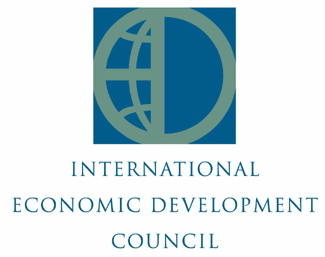 INTERNATIONAL
ECONOMIC DEVELOPMENT
COUNCIL